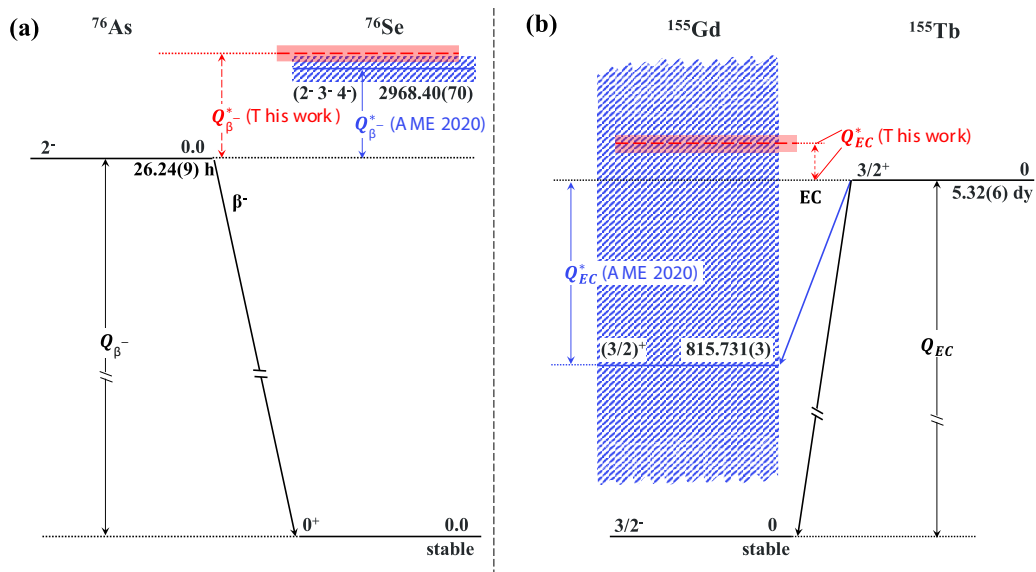 (a)
⁷⁶As
⁷⁶Se
(2⁻ 3⁻ 4⁻) 2968.40(70)
Q*β⁻ (This work)
Q*β⁻ (AME 2020)
2⁻ 0.0
26.24(9) h
β⁻
Qβ⁻
0⁺ 0.0
stable
(b)
¹⁵⁵Gd
¹⁵⁵Tb
Q*EC (This work)
3/2⁺ 0
EC
5.32(6) dy
Q*EC (AME 2020)
(3/2)⁺ 815.731(3)
QEC
3/2⁻ 0
stable